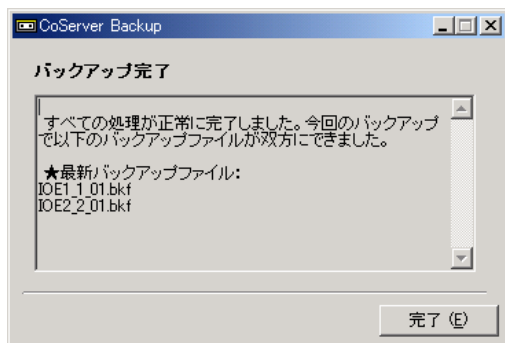 CoServer Backup
バックアップ完了
すべての処理が正常に完了しました。今回のバックアップ
で以下のバックアップファイルが双方にできました。
★最新バックアップファイル:
IOE1_1_01.bkf
IOE2_2_01.bkf
完了(E)